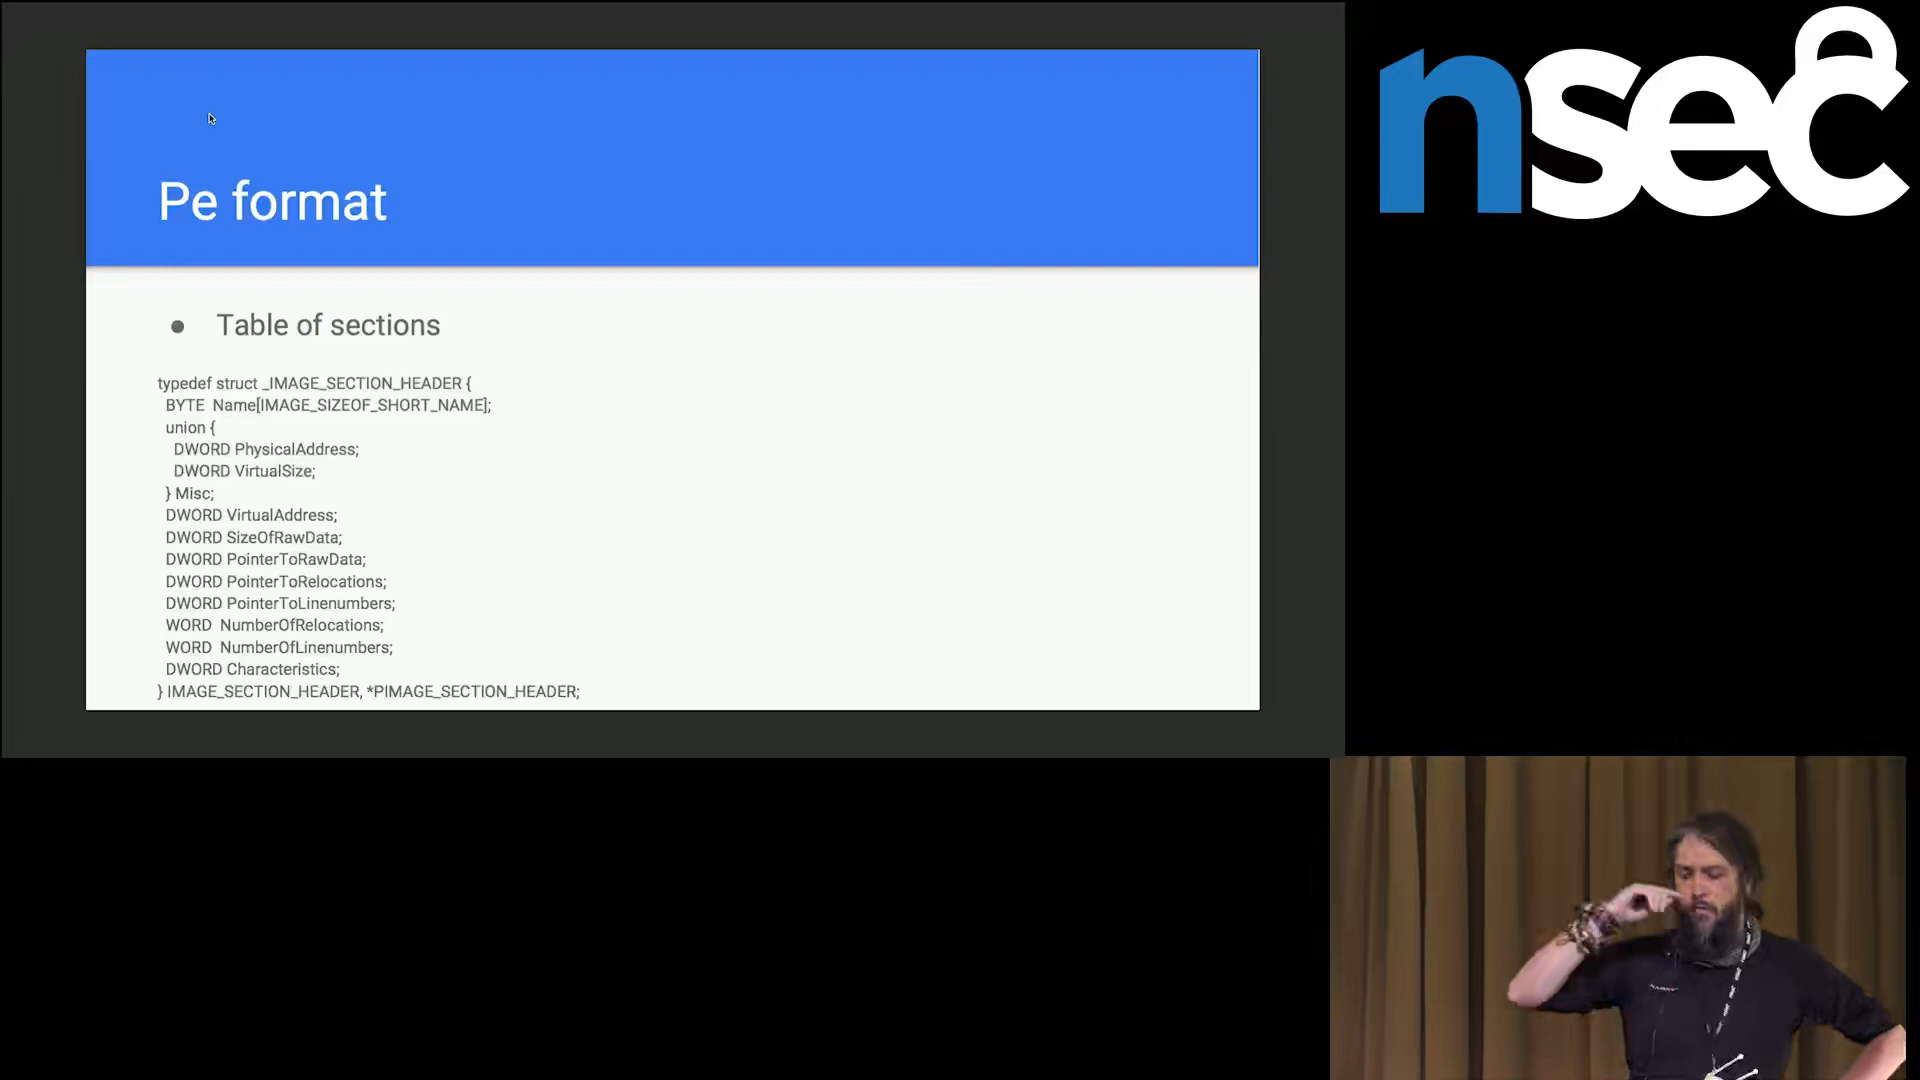 nsec
Pe format
● Table of sections
typedef struct _IMAGE_SECTION_HEADER {
BYTE  Name[IMAGE_SIZEOF_SHORT_NAME];
union {
DWORD PhysicalAddress;
DWORD VirtualSize;
} Misc;
DWORD VirtualAddress;
DWORD SizeOfRawData;
DWORD PointerToRawData;
DWORD PointerToRelocations;
DWORD PointerToLinenumbers;
WORD  NumberOfRelocations;
WORD  NumberOfLinenumbers;
DWORD Characteristics;
} IMAGE_SECTION_HEADER, *PIMAGE_SECTION_HEADER;